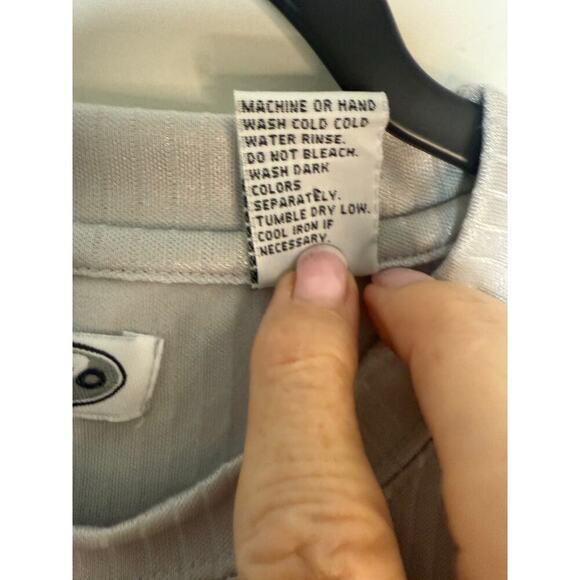 MACHINE OR HAND
WASH COLD COLD
WATER RINSE.
DO NOT BLEACH.
WASH DARK
COLORS
SEPARATELY.
TUMBLE DRY LOW.
COOL IRON IF
NECESSARY.